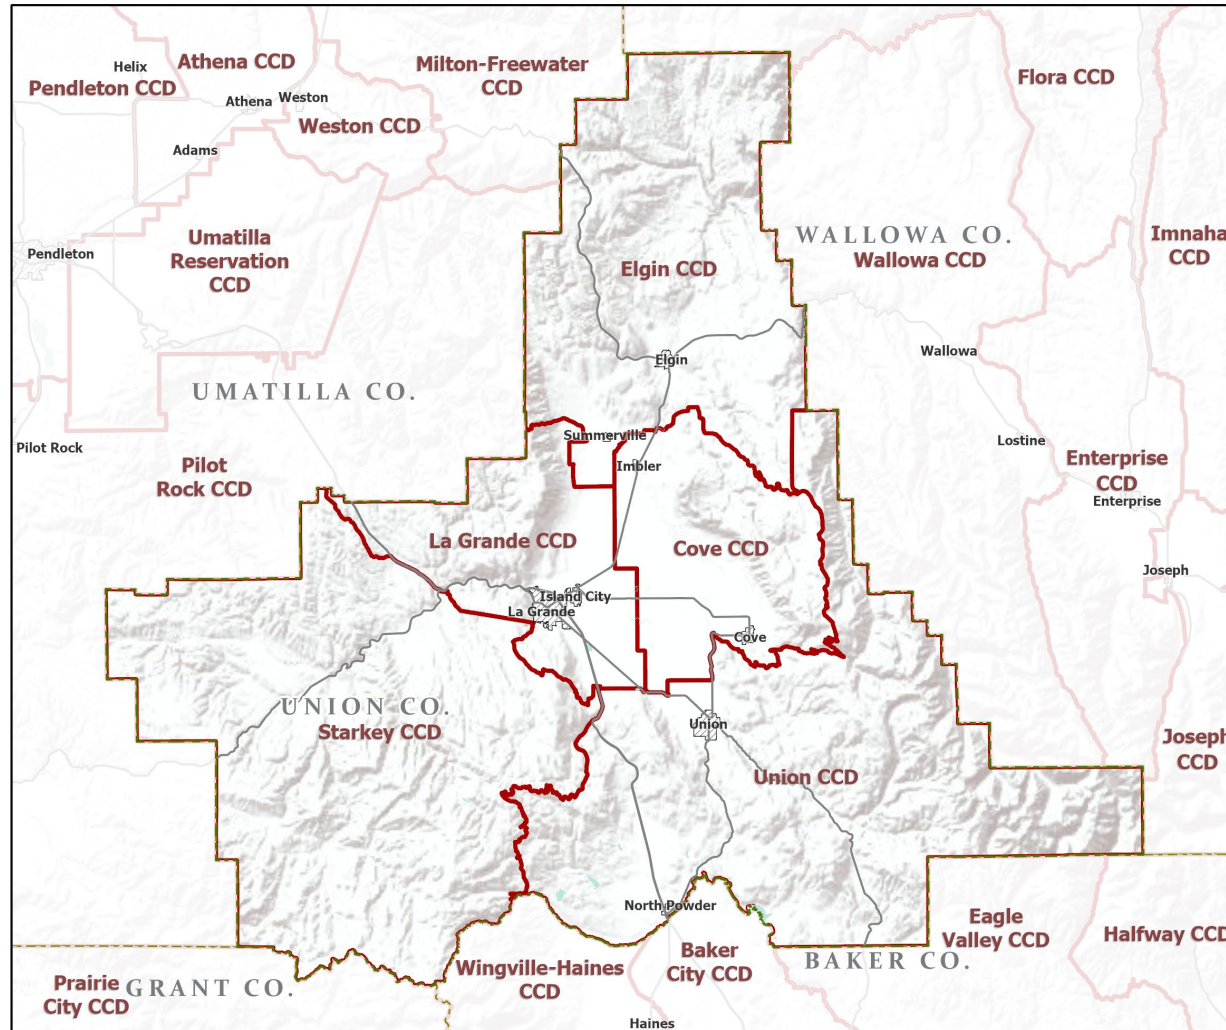 Helix
Athena CCD
Pendleton CCD
Milton-Freewater
CCD
Flora CCD
Athena
Weston
Weston CCD
Adams
Umatilla
Reservation
CCD
Pendleton
WALLOWA CO.
Wallowa CCD
Imnaha
CCD
Elgin CCD
Wallowa
Elgin
UMATILLA CO.
Pilot Rock
Pilot
Rock CCD
Summerville
Imbler
Lostine
Enterprise
CCD
Enterprise
La Grande CCD
Cove CCD
Joseph
Island City
La Grande
Cove
UNION CO.
Starkey CCD
Union
Union CCD
Joseph
CCD
North Powder
Eagle
Valley CCD
Halfway CCD
Baker
City CCD
BAKER CO.
Wingville-Haines
CCD
Prairie
City CCD
GRANT CO.
Haines